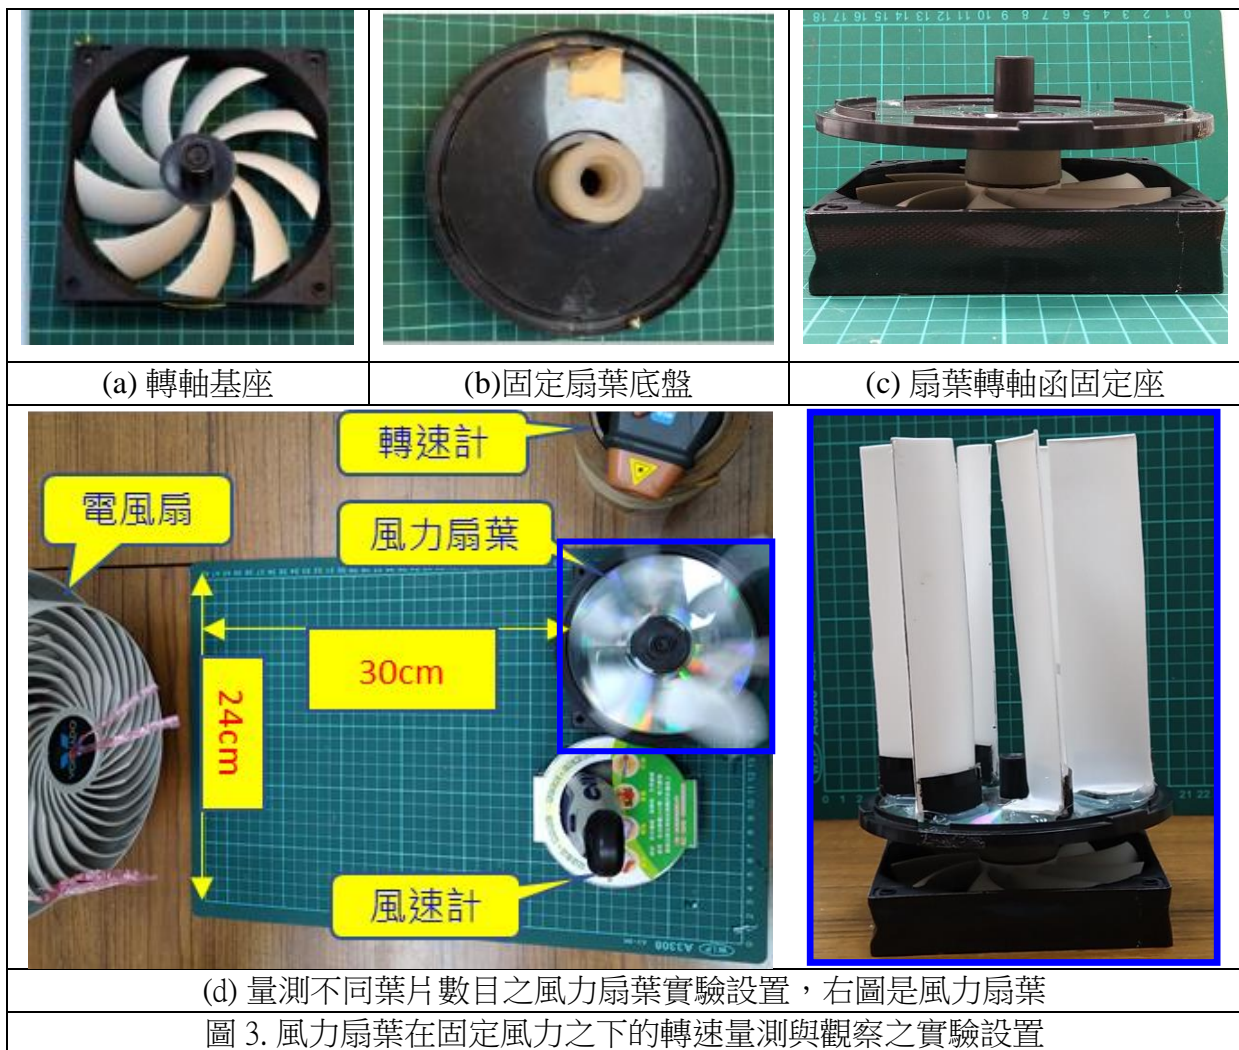 (a) 轉軸基座
(b)固定扇葉底盤
(c) 扇葉轉軸函固定座
轉速計
電風扇
風力扇葉
30cm
24cm
風速計
A3308
(d) 量測不同葉片數目之風力扇葉實驗設置，右圖是風力扇葉
圖 3. 風力扇葉在固定風力之下的轉速量測與觀察之實驗設置